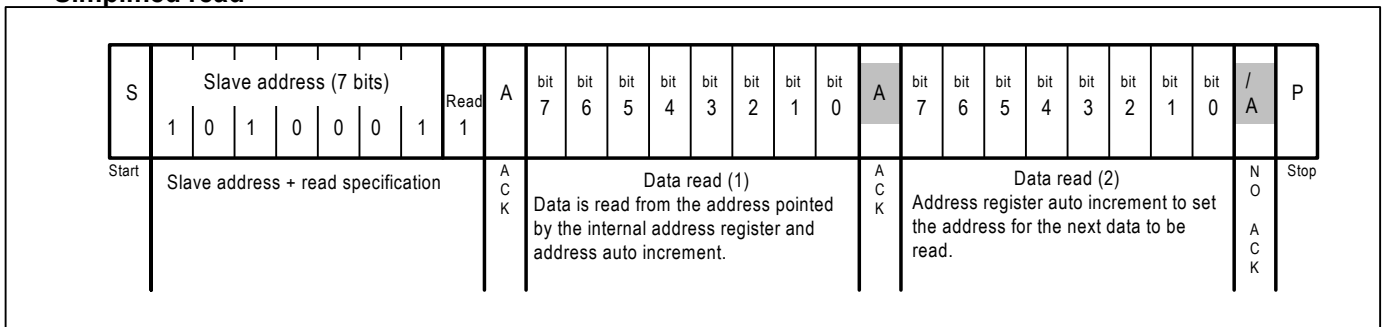 Simplified read
S
Slave address (7 bits)
1 0 1 0 0 0 1
Read
1
A
bit bit bit bit bit bit bit bit
7 6 5 4 3 2 1 0
A
bit bit bit bit bit bit bit bit
7 6 5 4 3 2 1 0
/
A
P
Start
Slave address + read specification
A
C
K
Data read (1)
Data is read from the address pointed
by the internal address register and
address auto increment.
A
C
K
Data read (2)
Address register auto increment to set
the address for the next data to be
read.
N
O
A
C
K
Stop